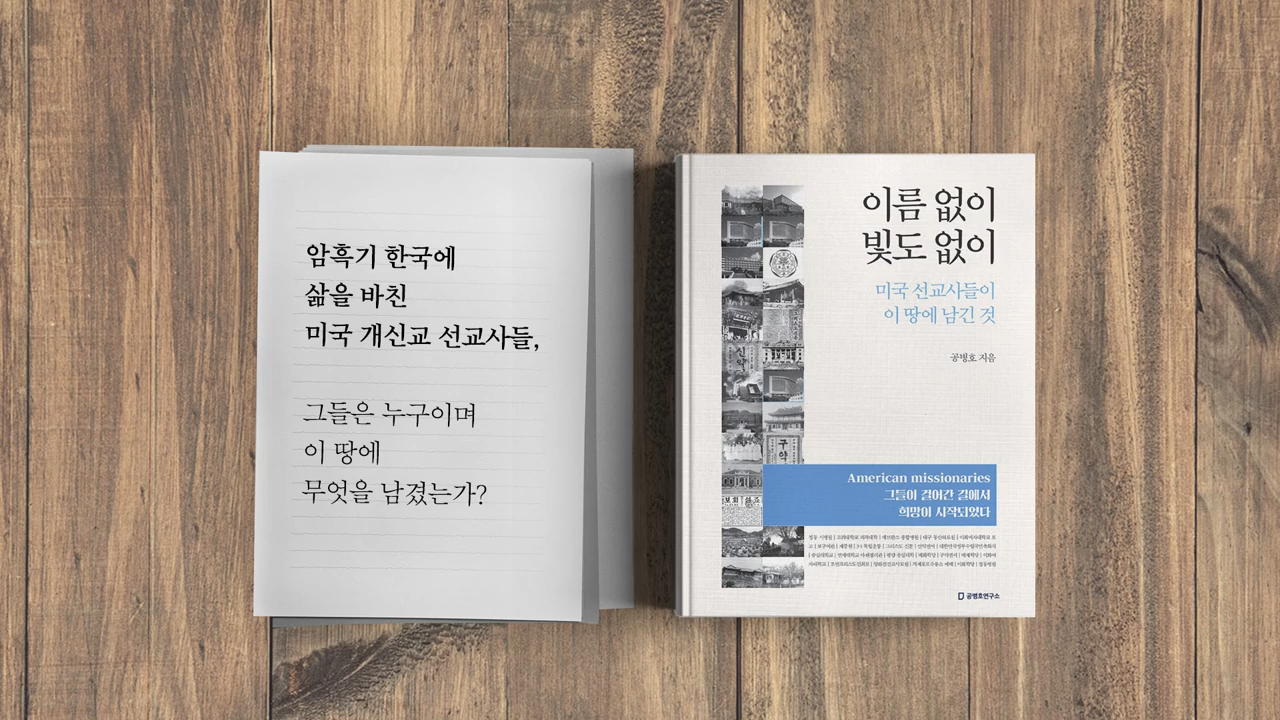 암흑기 한국에
삶을 바친
미국 개신교 선교사들,
그들은 누구이며
이 땅에
무엇을 남겼는가?
이름 없이
빛도 없이
미국 선교사들이
이 땅에 남긴 것
공병호 지음
신약
구약
American missionaries
그들이 걸어간 길에서
희망이 시작되었다
공병호연구소